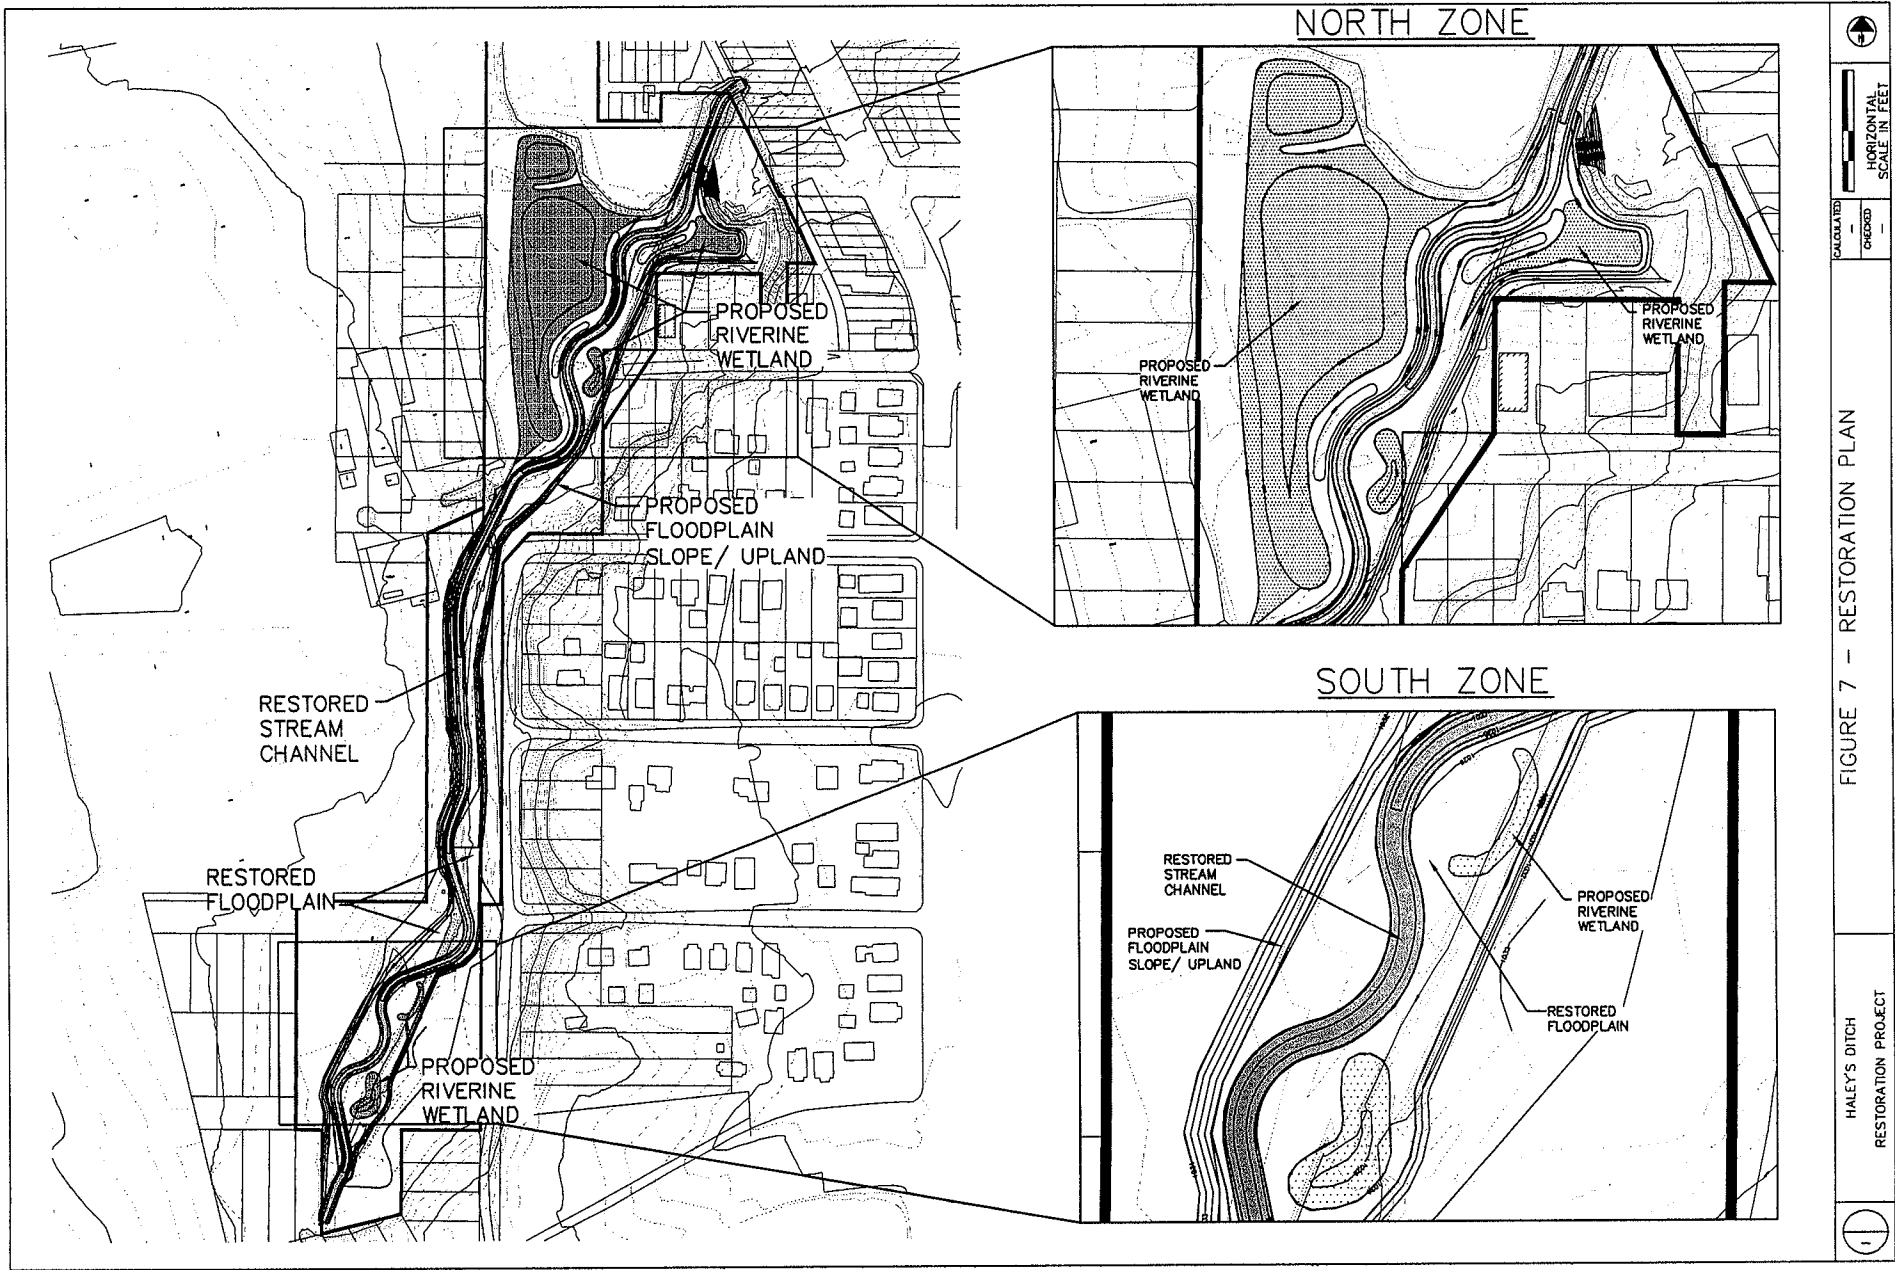 NORTH ZONE
PROPOSED
RIVERINE
WETLAND
PROPOSED
FLOODPLAIN
SLOPE/ UPLAND
RESTORED
STREAM
CHANNEL
RESTORED
FLOODPLAIN
PROPOSED
RIVERINE
WETLAND
PROPOSED
RIVERINE
WETLAND
PROPOSED
RIVERINE
WETLAND
SOUTH ZONE
RESTORED
STREAM
CHANNEL
PROPOSED
FLOODPLAIN
SLOPE/ UPLAND
PROPOSED
RIVERINE
WETLAND
RESTORED
FLOODPLAIN
HORIZONTAL
SCALE IN FEET
CALCULATED
CHECKED
FIGURE 7 – RESTORATION PLAN
HALEY'S DITCH
RESTORATION PROJECT